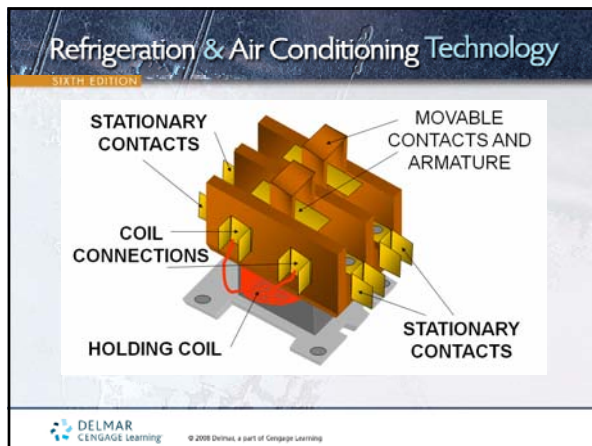 Refrigeration & Air Conditioning Technology
SIXTH EDITION
STATIONARY
CONTACTS
MOVABLE
CONTACTS AND
ARMATURE
COIL
CONNECTIONS
HOLDING COIL
STATIONARY
CONTACTS
DELMAR
CENGAGE Learning
© 2008 Delmar, a part of Cengage Learning